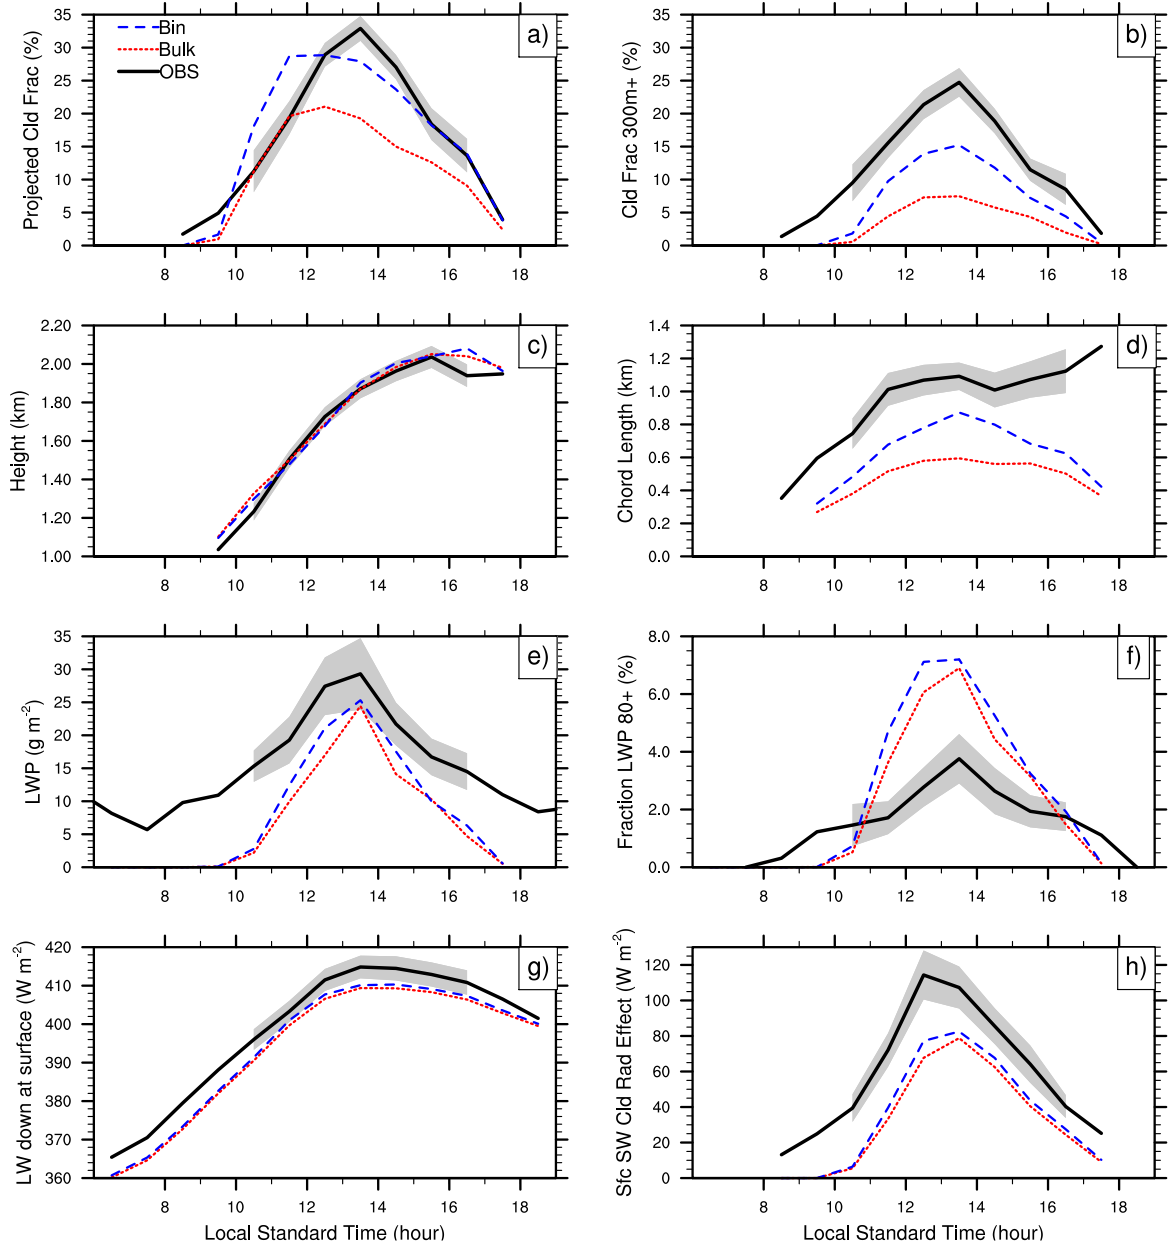 a)
Bin
Bulk
OBS
Projected Cld Frac (%)
35
30
25
20
15
10
5
0
8 10 12 14 16 18
b)
Cld Frac 300m+ (%)
35
30
25
20
15
10
5
0
8 10 12 14 16 18
c)
Height (km)
2.20
2.00
1.80
1.60
1.40
1.20
1.00
8 10 12 14 16 18
d)
Chord Length (km)
1.4
1.2
1.0
0.8
0.6
0.4
0.2
0.0
8 10 12 14 16 18
e)
LWP (g m-2)
35
30
25
20
15
10
5
0
8 10 12 14 16 18
f)
Fraction LWP 80+ (%)
8.0
6.0
4.0
2.0
0.0
8 10 12 14 16 18
g)
LW down at surface (W m-2)
420
410
400
390
380
370
360
8 10 12 14 16 18
Local Standard Time (hour)
h)
Sfc SW Cld Rad Effect (W m-2)
120
100
80
60
40
20
0
8 10 12 14 16 18
Local Standard Time (hour)